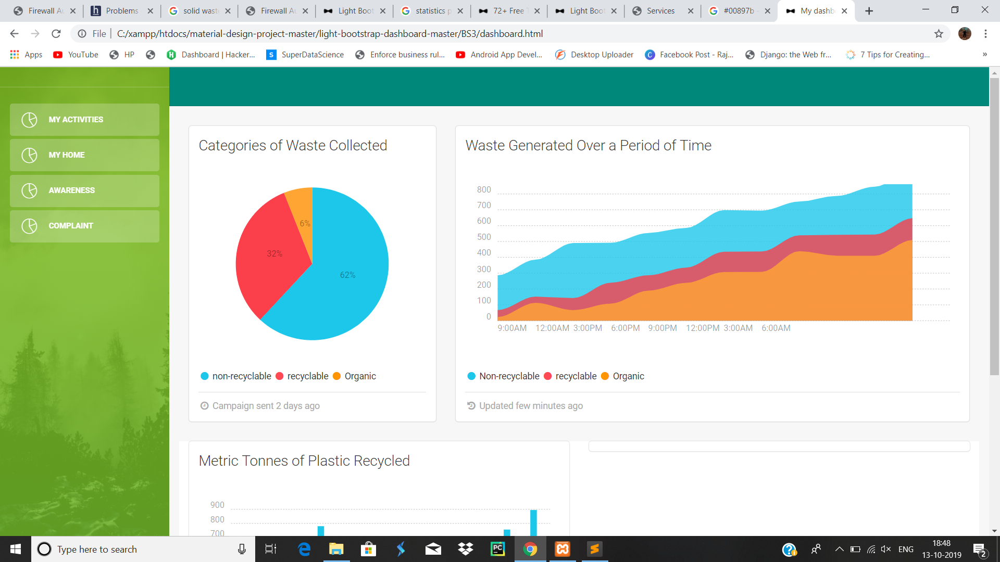 Firewall Au
Problems
solid wast
Firewall Au
Light Boot
statistics p
72+ Free T
Light Boot
Services
#00897b -
My dashb
File
C:/xampp/htdocs/material-design-project-master/light-bootstrap-dashboard-master/BS3/dashboard.html
Apps
YouTube
HP
Dashboard | Hacker...
SuperDataScience
Enforce business rul...
Android App Devel...
Desktop Uploader
Facebook Post - Raj...
Django: the Web fr...
7 Tips for Creating...
MY ACTIVITIES
MY HOME
AWARENESS
COMPLAINT
Categories of Waste Collected
6%
32%
62%
non-recyclable recyclable Organic
Campaign sent 2 days ago
Waste Generated Over a Period of Time
800
700
600
500
400
300
200
100
0
9:00AM 12:00AM 3:00PM 6:00PM 9:00PM 12:00PM 3:00AM 6:00AM
Non-recyclable recyclable Organic
Updated few minutes ago
Metric Tonnes of Plastic Recycled
900
800
700
Type here to search
ENG
18:48
13-10-2019
2